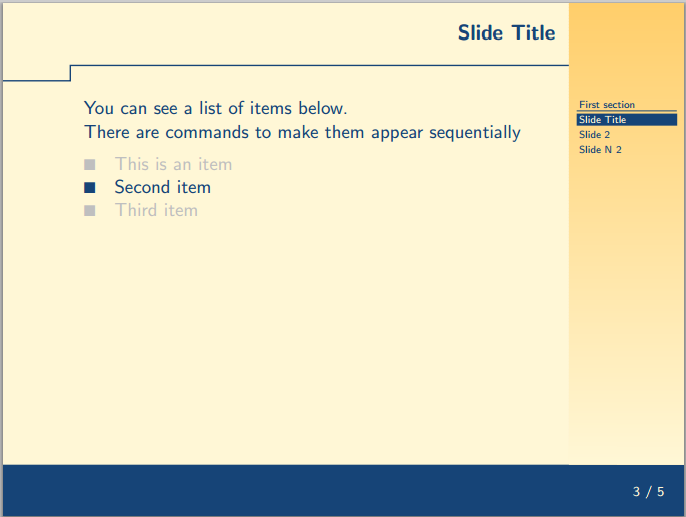 Slide Title
You can see a list of items below.
There are commands to make them appear sequentially
This is an item
Second item
Third item
First section
Slide Title
Slide 2
Slide N 2
3 / 5